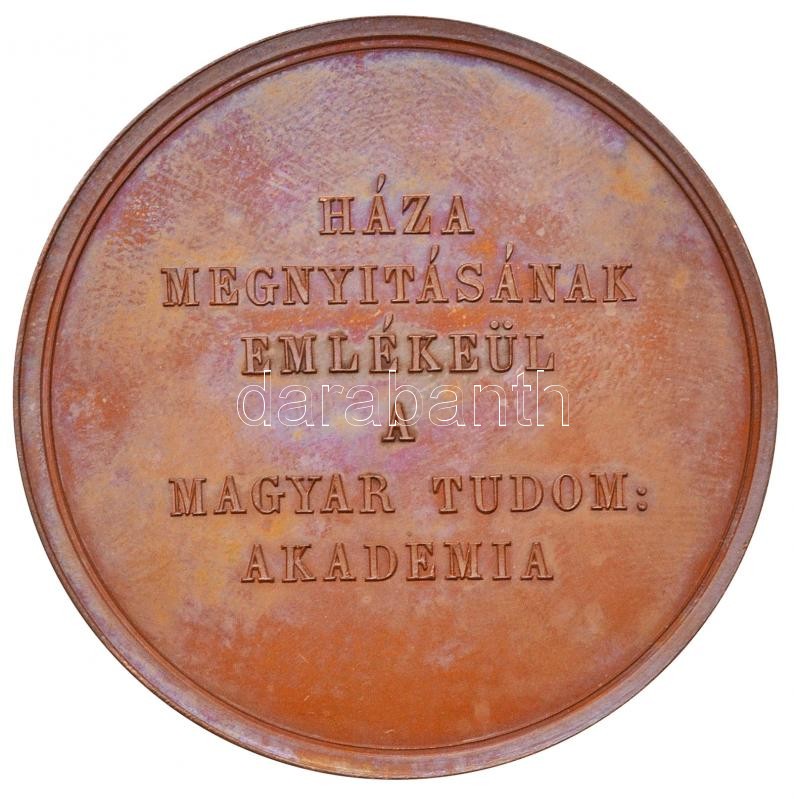 HÁZA
MEGNYITÁSÁNAK
EMLÉKEÜL
darabanth
A
MAGYAR TUDOM:
AKADEMIA